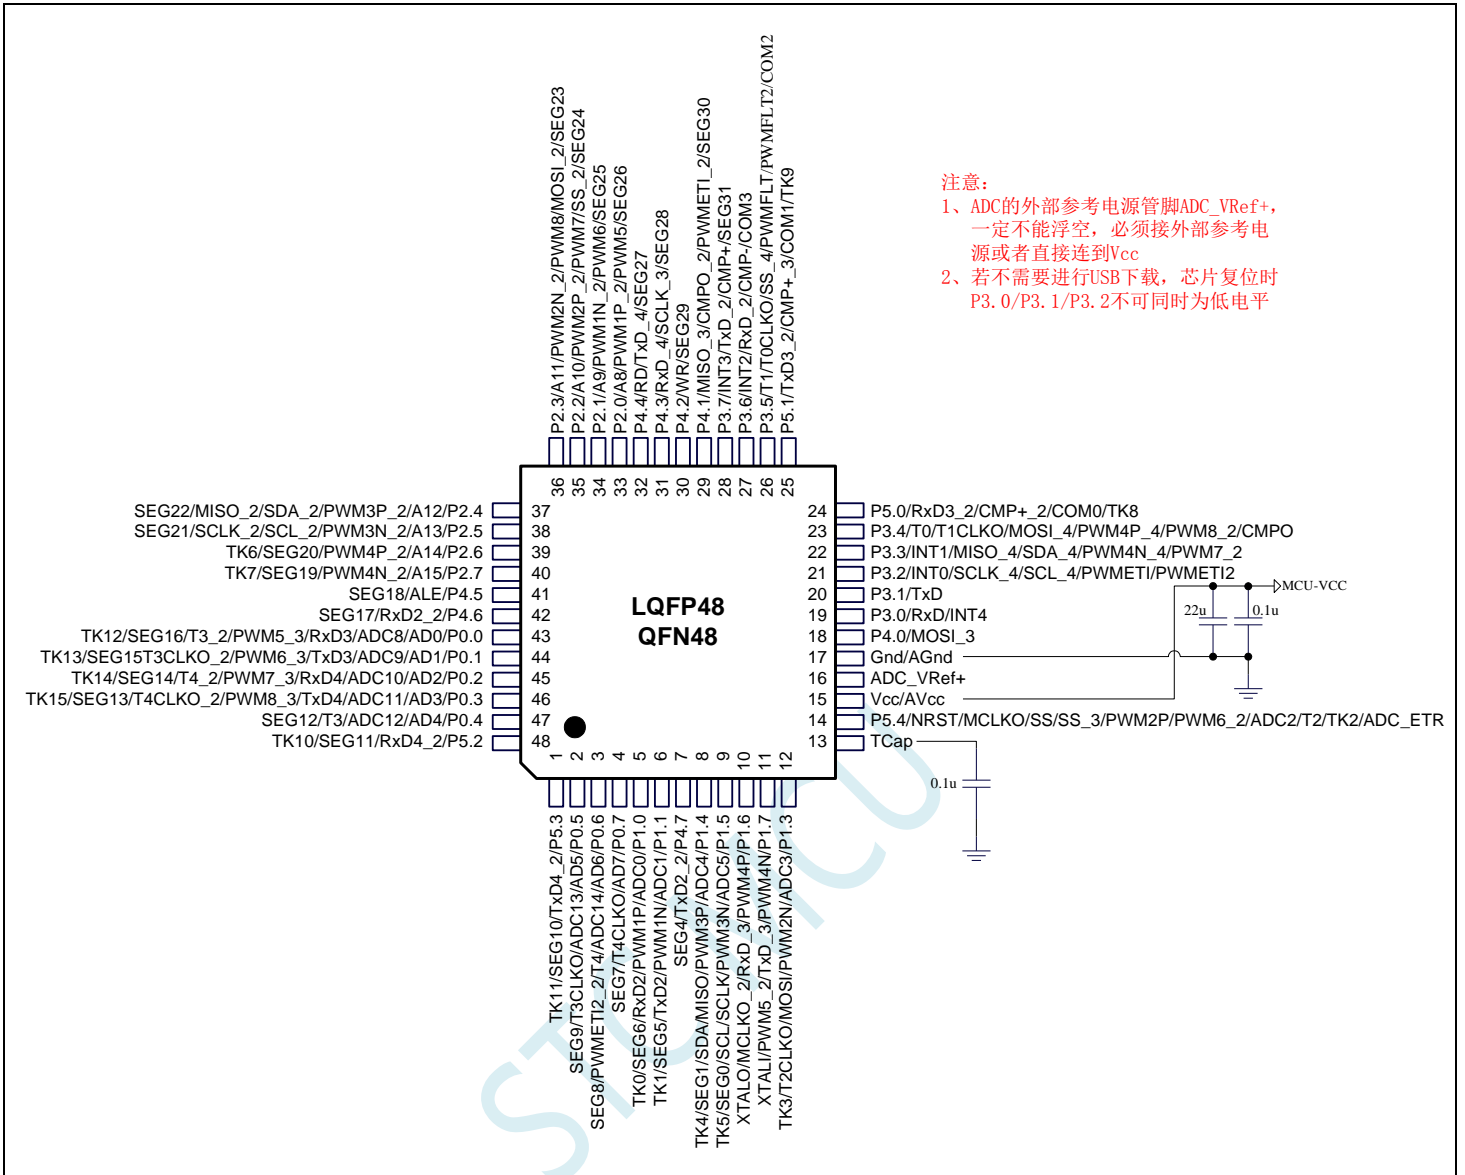 P2.3/A11/PWM2N_2/PWM8/MOSI_2/SEG23
P2.2/A10/PWM2P_2/PWM7/SS_2/SEG24
P2.1/A9/PWM1N_2/PWM6/SEG25
P2.0/A8/PWM1P_2/PWM5/SEG26
P4.4/RD/TxD_4/SEG27
P4.3/RxD_4/SCLK_3/SEG28
P4.2/WR/SEG29
P4.1/MISO_3/CMPO_2/PWMETI_2/SEG30
P3.7/INT3/TxD_2/CMP+/SEG31
P3.6/INT2/RxD_2/CMP-/COM3
P3.5/T1/T0CLKO/SS_4/PWMFLT/PWMFLT2/COM2
P5.1/TxD3_2/CMP+_3/COM1/TK9
注意：
1、ADC的外部参考电源管脚ADC_VRef+，
一定不能浮空，必须接外部参考电
源或者直接连到Vcc
2、若不需要进行USB下载，芯片复位时
P3.0/P3.1/P3.2不可同时为低电平
36
35
34
33
32
31
30
29
28
27
26
25
SEG22/MISO_2/SDA_2/PWM3P_2/A12/P2.4
37
SEG21/SCLK_2/SCL_2/PWM3N_2/A13/P2.5
38
TK6/SEG20/PWM4P_2/A14/P2.6
39
TK7/SEG19/PWM4N_2/A15/P2.7
40
SEG18/ALE/P4.5
41
SEG17/RxD2_2/P4.6
42
TK12/SEG16/T3_2/PWM5_3/RxD3/ADC8/AD0/P0.0
43
TK13/SEG15T3CLKO_2/PWM6_3/TxD3/ADC9/AD1/P0.1
44
TK14/SEG14/T4_2/PWM7_3/RxD4/ADC10/AD2/P0.2
45
TK15/SEG13/T4CLKO_2/PWM8_3/TxD4/ADC11/AD3/P0.3
46
SEG12/T3/ADC12/AD4/P0.4
47
TK10/SEG11/RxD4_2/P5.2
48
LQFP48
QFN48
24
P5.0/RxD3_2/CMP+_2/COM0/TK8
23
P3.4/T0/T1CLKO/MOSI_4/PWM4P_4/PWM8_2/CMPO
22
P3.3/INT1/MISO_4/SDA_4/PWM4N_4/PWM7_2
21
P3.2/INT0/SCLK_4/SCL_4/PWMETI/PWMETI2
20
P3.1/TxD
19
P3.0/RxD/INT4
18
P4.0/MOSI_3
17
Gnd/AGnd
16
ADC_VRef+
15
Vcc/AVcc
14
P5.4/NRST/MCLKO/SS/SS_3/PWM2P/PWM6_2/ADC2/T2/TK2/ADC_ETR
13
TCap
MCU-VCC
22u
0.1u
0.1u
1
2
3
4
5
6
7
8
9
10
11
12
TK11/SEG10/TxD4_2/P5.3
SEG9/T3CLKO/ADC13/AD5/P0.5
SEG8/PWMETI2_2/T4/ADC14/AD6/P0.6
SEG7/T4CLKO/AD7/P0.7
TK0/SEG6/RxD2/PWM1P/ADC0/P1.0
TK1/SEG5/TxD2/PWM1N/ADC1/P1.1
SEG4/TxD2_2/P4.7
TK4/SEG1/SDA/MISO/PWM3P/ADC4/P1.4
TK5/SEG0/SCL/SCLK/PWM3N/ADC5/P1.5
XTALO/MCLKO_2/RxD_3/PWM4P/P1.6
XTALI/PWM5_2/TxD_3/PWM4N/P1.7
TK3/T2CLKO/MOSI/PWM2N/ADC3/P1.3
STCMCU